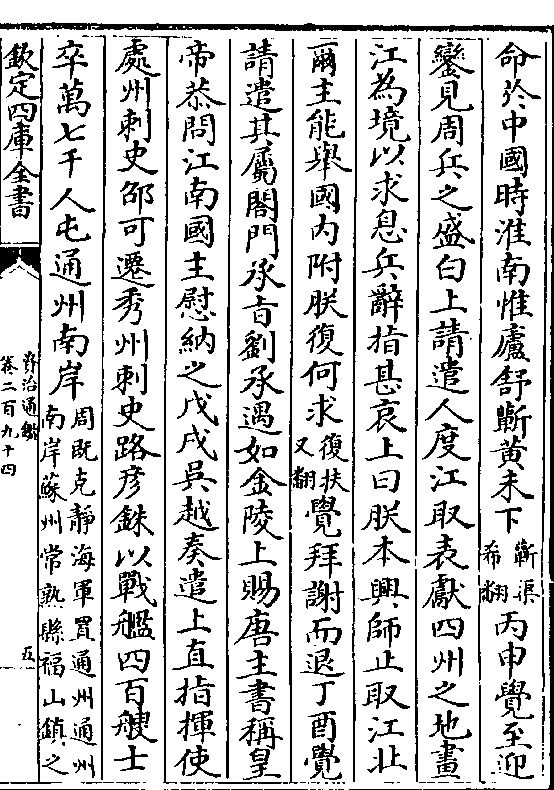 命於中國時淮南惟廬舒蘄黄未下蘄渠希翻丙申覺至迎
鑾見周兵之盛白上請遣人度江取表獻四州之地畫
江為境以求息兵辭指甚哀上曰朕本興師止取江北
爾主能舉國内附朕復何求復扶又翻覺拜謝而退丁酉覺
請遣其屬閤門承㫖劉承遇如金陵上賜唐主書稱皇
帝恭問江南國主慰納之戊戌吳越奏遣上直指揮使
處州刺史邵可遷秀州刺史路彦銖以戰艦四百艘士
卒萬七千人屯通州南岸周既克静海軍置通州通州南岸蘇州常熟縣福山鎮之
欽定四庫全書
資治通鑑
卷二百九十四
五